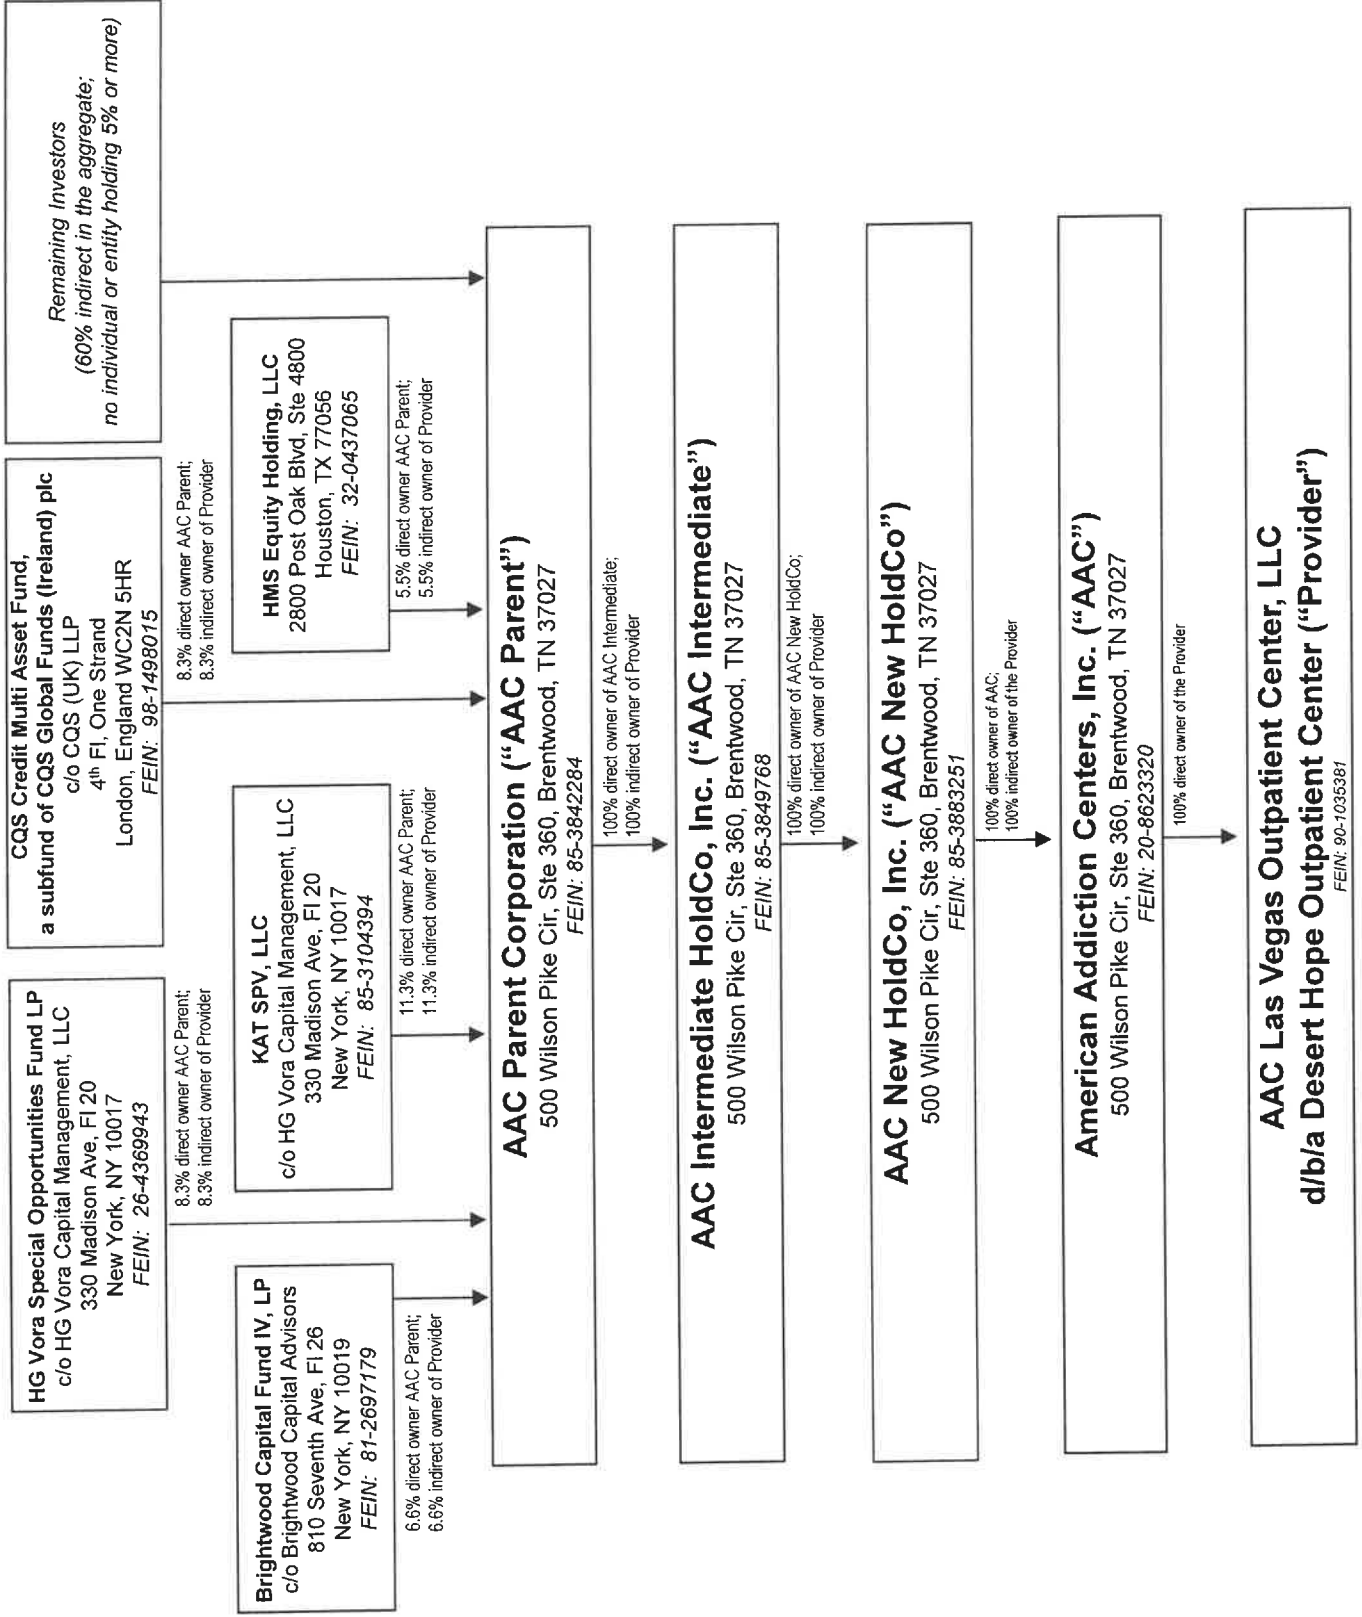 HG Vora Special Opportunities Fund LP
c/o HG Vora Capital Management, LLC
330 Madison Ave, Fl 20
New York, NY 10017
FEIN: 26-4369943
8.3% direct owner AAC Parent;
8.3% indirect owner of Provider
CQS Credit Multi Asset Fund,
a subfund of CQS Global Funds (Ireland) plc
c/o CQS (UK) LLP
4th Fl, One Strand
London, England WC2N 5HR
FEIN: 98-1498015
8.3% direct owner AAC Parent;
8.3% indirect owner of Provider
Remaining Investors
(60% indirect in the aggregate;
no individual or entity holding 5% or more)
Brightwood Capital Fund IV, LP
c/o Brightwood Capital Advisors
810 Seventh Ave, Fl 26
New York, NY 10019
FEIN: 81-2697179
6.6% direct owner AAC Parent;
6.6% indirect owner of Provider
KAT SPV, LLC
c/o HG Vora Capital Management, LLC
330 Madison Ave, Fl 20
New York, NY 10017
FEIN: 85-3104394
11.3% direct owner AAC Parent;
11.3% indirect owner of Provider
HMS Equity Holding, LLC
2800 Post Oak Blvd, Ste 4800
Houston, TX 77056
FEIN: 32-0437065
5.5% direct owner AAC Parent;
5.5% indirect owner of Provider
AAC Parent Corporation (“AAC Parent”)
500 Wilson Pike Cir, Ste 360, Brentwood, TN 37027
FEIN: 85-3842284
100% direct owner of AAC Intermediate;
100% indirect owner of Provider
AAC Intermediate HoldCo, Inc. (“AAC Intermediate”)
500 Wilson Pike Cir, Ste 360, Brentwood, TN 37027
FEIN: 85-3849768
100% direct owner of AAC New HoldCo;
100% indirect owner of Provider
AAC New HoldCo, Inc. (“AAC New HoldCo”)
500 Wilson Pike Cir, Ste 360, Brentwood, TN 37027
FEIN: 85-3883251
100% direct owner of AAC;
100% indirect owner of the Provider
American Addiction Centers, Inc. (“AAC”)
500 Wilson Pike Cir, Ste 360, Brentwood, TN 37027
FEIN: 20-8623320
100% direct owner of the Provider
AAC Las Vegas Outpatient Center, LLC
d/b/a Desert Hope Outpatient Center (“Provider”)
FEIN: 90-1035381